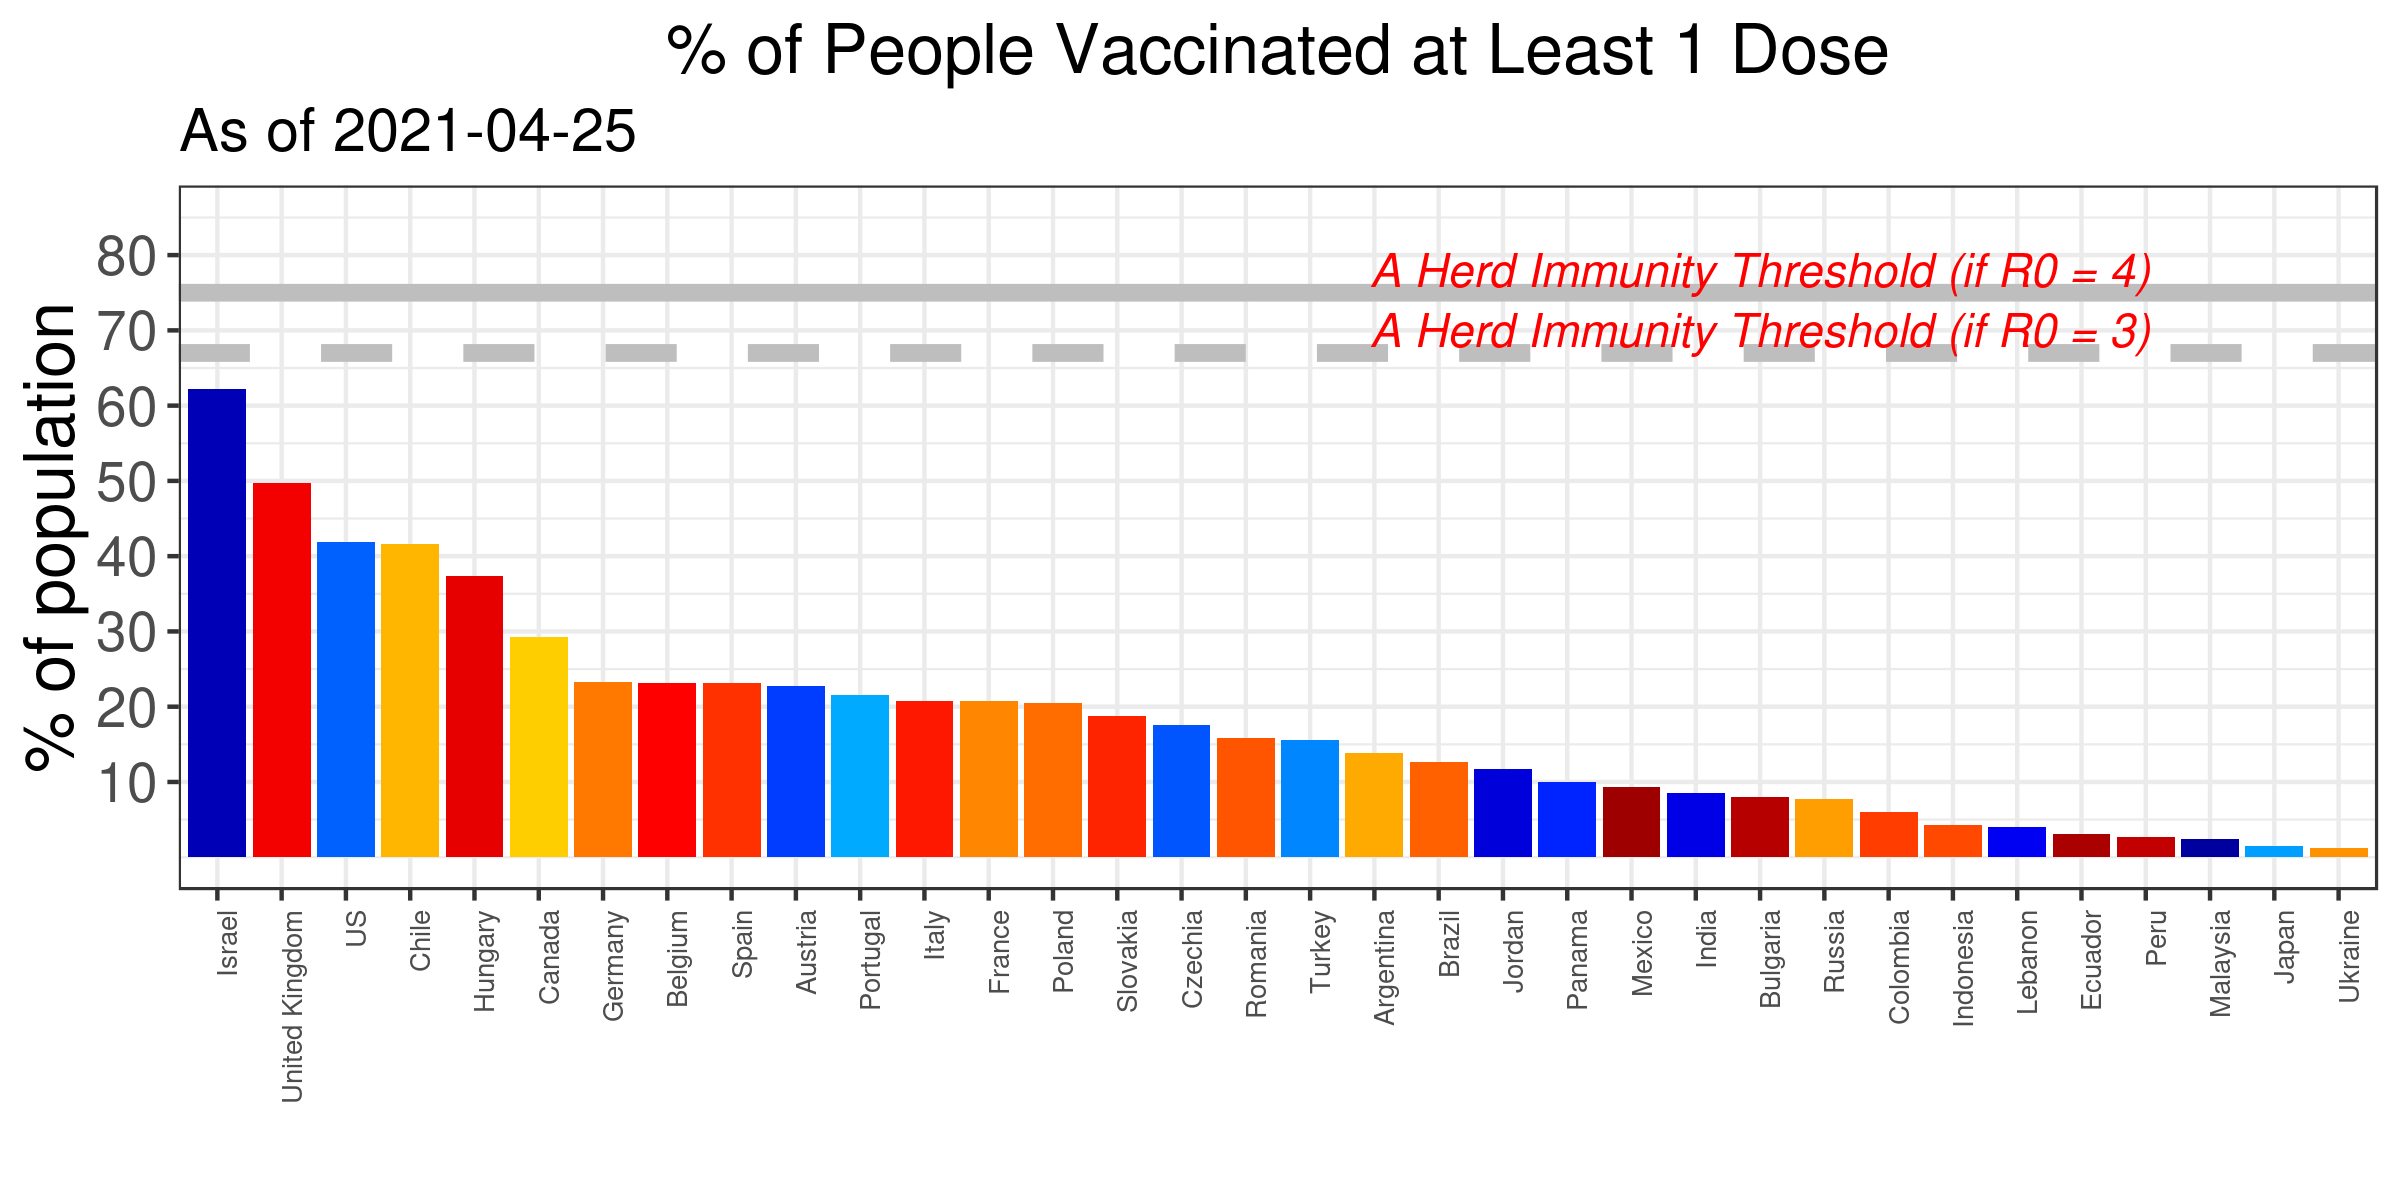 % of People Vaccinated at Least 1 Dose
As of 2021-04-25
% of population
80
70
60
50
40
30
20
10
A Herd Immunity Threshold (if R0 = 4)
A Herd Immunity Threshold (if R0 = 3)
Israel
United Kingdom
US
Chile
Hungary
Canada
Germany
Belgium
Spain
Austria
Portugal
Italy
France
Poland
Slovakia
Czechia
Romania
Turkey
Argentina
Brazil
Jordan
Panama
Mexico
India
Bulgaria
Russia
Colombia
Indonesia
Lebanon
Ecuador
Peru
Malaysia
Japan
Ukraine